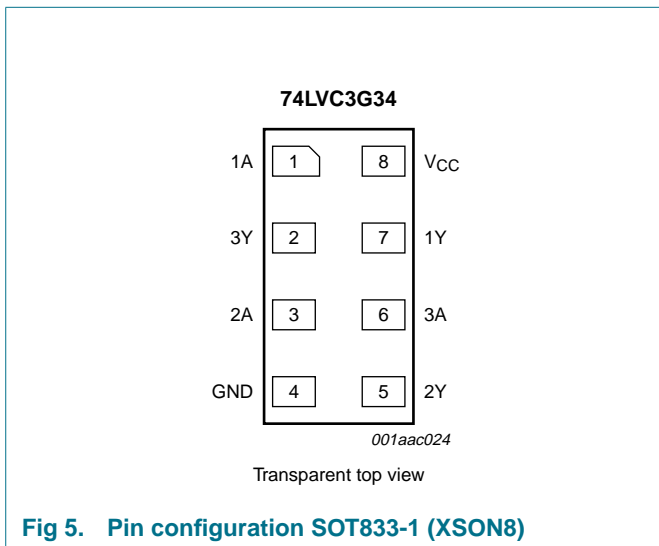 74LVC3G34
1A 1 8 VCC
3Y 2 7 1Y
2A 3 6 3A
GND 4 5 2Y
001aac024
Transparent top view
Fig 5. Pin configuration SOT833-1 (XSON8)